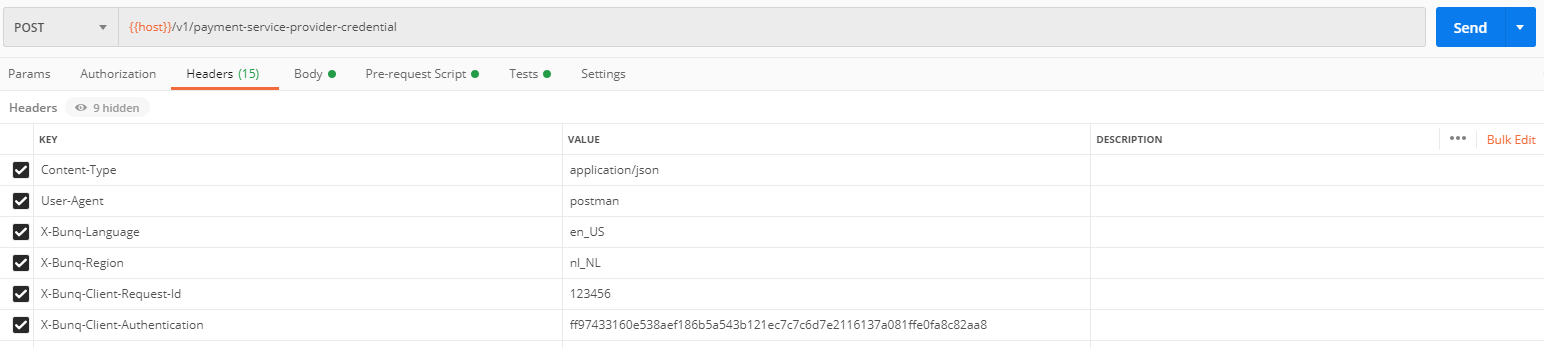 POST {{host}}/v1/payment-service-provider-credential Send
Params Authorization Headers (15) Body Pre-request Script Tests Settings
Headers 9 hidden
KEY VALUE DESCRIPTION ••• Bulk Edit
Content-Type application/json
User-Agent postman
X-Bunq-Language en_US
X-Bunq-Region nl_NL
X-Bunq-Client-Request-Id 123456
X-Bunq-Client-Authentication ff97433160e538aef186b5a543b121ec7c7c6d7e2116137a081ffe0fa8c82aa8